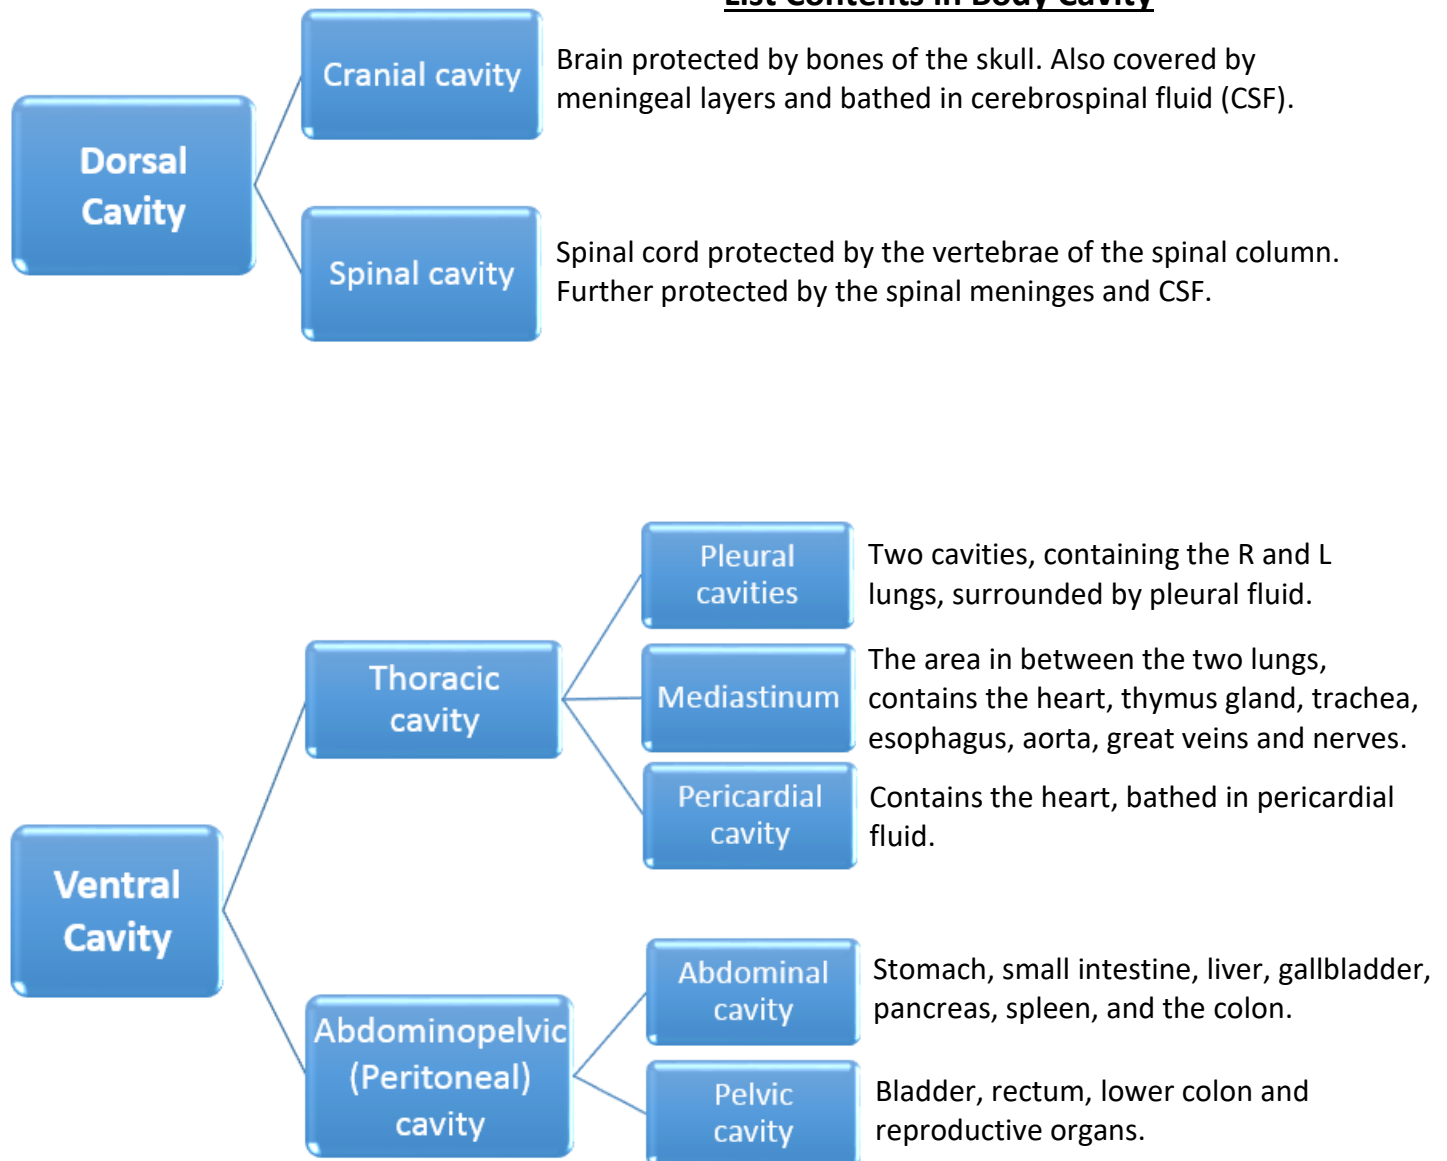 List Contents in Body Cavity
Dorsal
Cavity
Cranial cavity
Brain protected by bones of the skull. Also covered by
meningeal layers and bathed in cerebrospinal fluid (CSF).
Spinal cavity
Spinal cord protected by the vertebrae of the spinal column.
Further protected by the spinal meninges and CSF.
Ventral
Cavity
Thoracic
cavity
Pleural
cavities
Two cavities, containing the R and L
lungs, surrounded by pleural fluid.
Mediastinum
The area in between the two lungs,
contains the heart, thymus gland, trachea,
esophagus, aorta, great veins and nerves.
Pericardial
cavity
Contains the heart, bathed in pericardial
fluid.
Abdominopelvic
(Peritoneal)
cavity
Abdominal
cavity
Stomach, small intestine, liver, gallbladder,
pancreas, spleen, and the colon.
Pelvic
cavity
Bladder, rectum, lower colon and
reproductive organs.